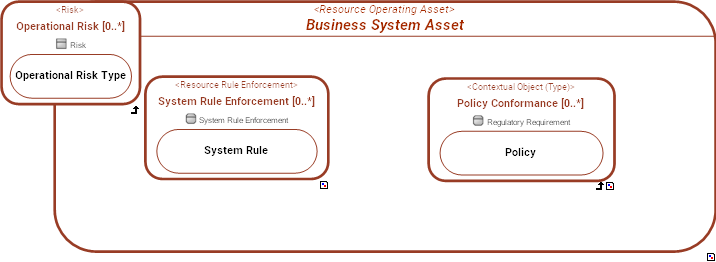 <Risk>
Operational Risk [0..*]
Risk
Operational Risk Type
<Resource Operating Asset>
Business System Asset
<Resource Rule Enforcement>
System Rule Enforcement [0..*]
System Rule Enforcement
System Rule
<Contextual Object (Type)>
Policy Conformance [0..*]
Regulatory Requirement
Policy